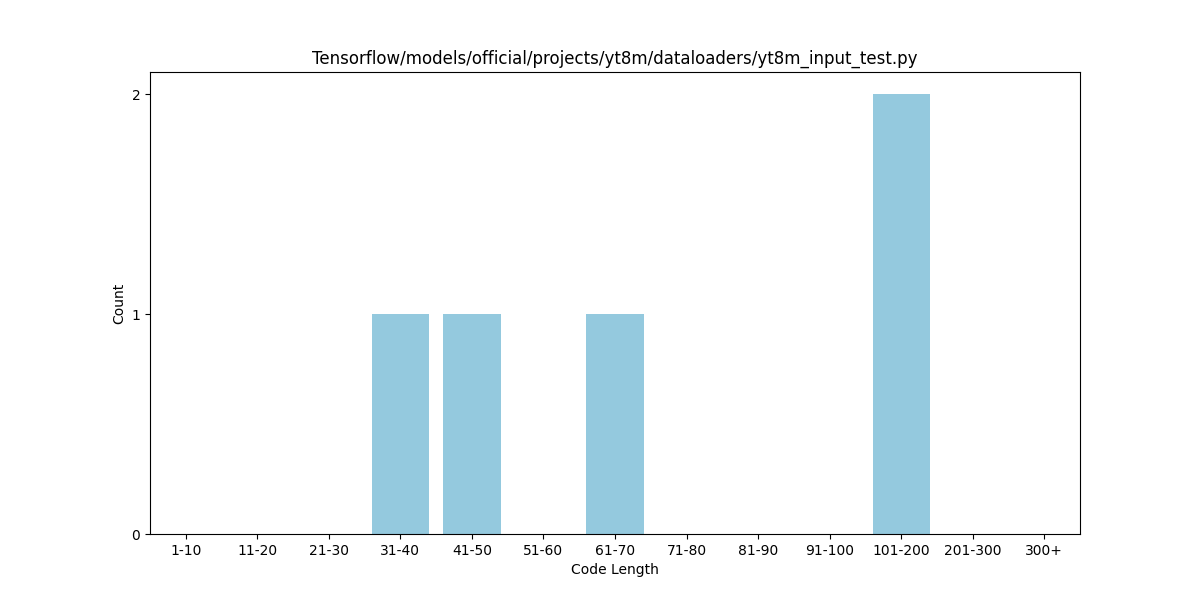 Tensorflow/models/official/projects/yt8m/dataloaders/yt8m_input_test.py
2
1
0
Count
1-10 11-20 21-30 31-40 41-50 51-60 61-70 71-80 81-90 91-100 101-200 201-300 300+
Code Length